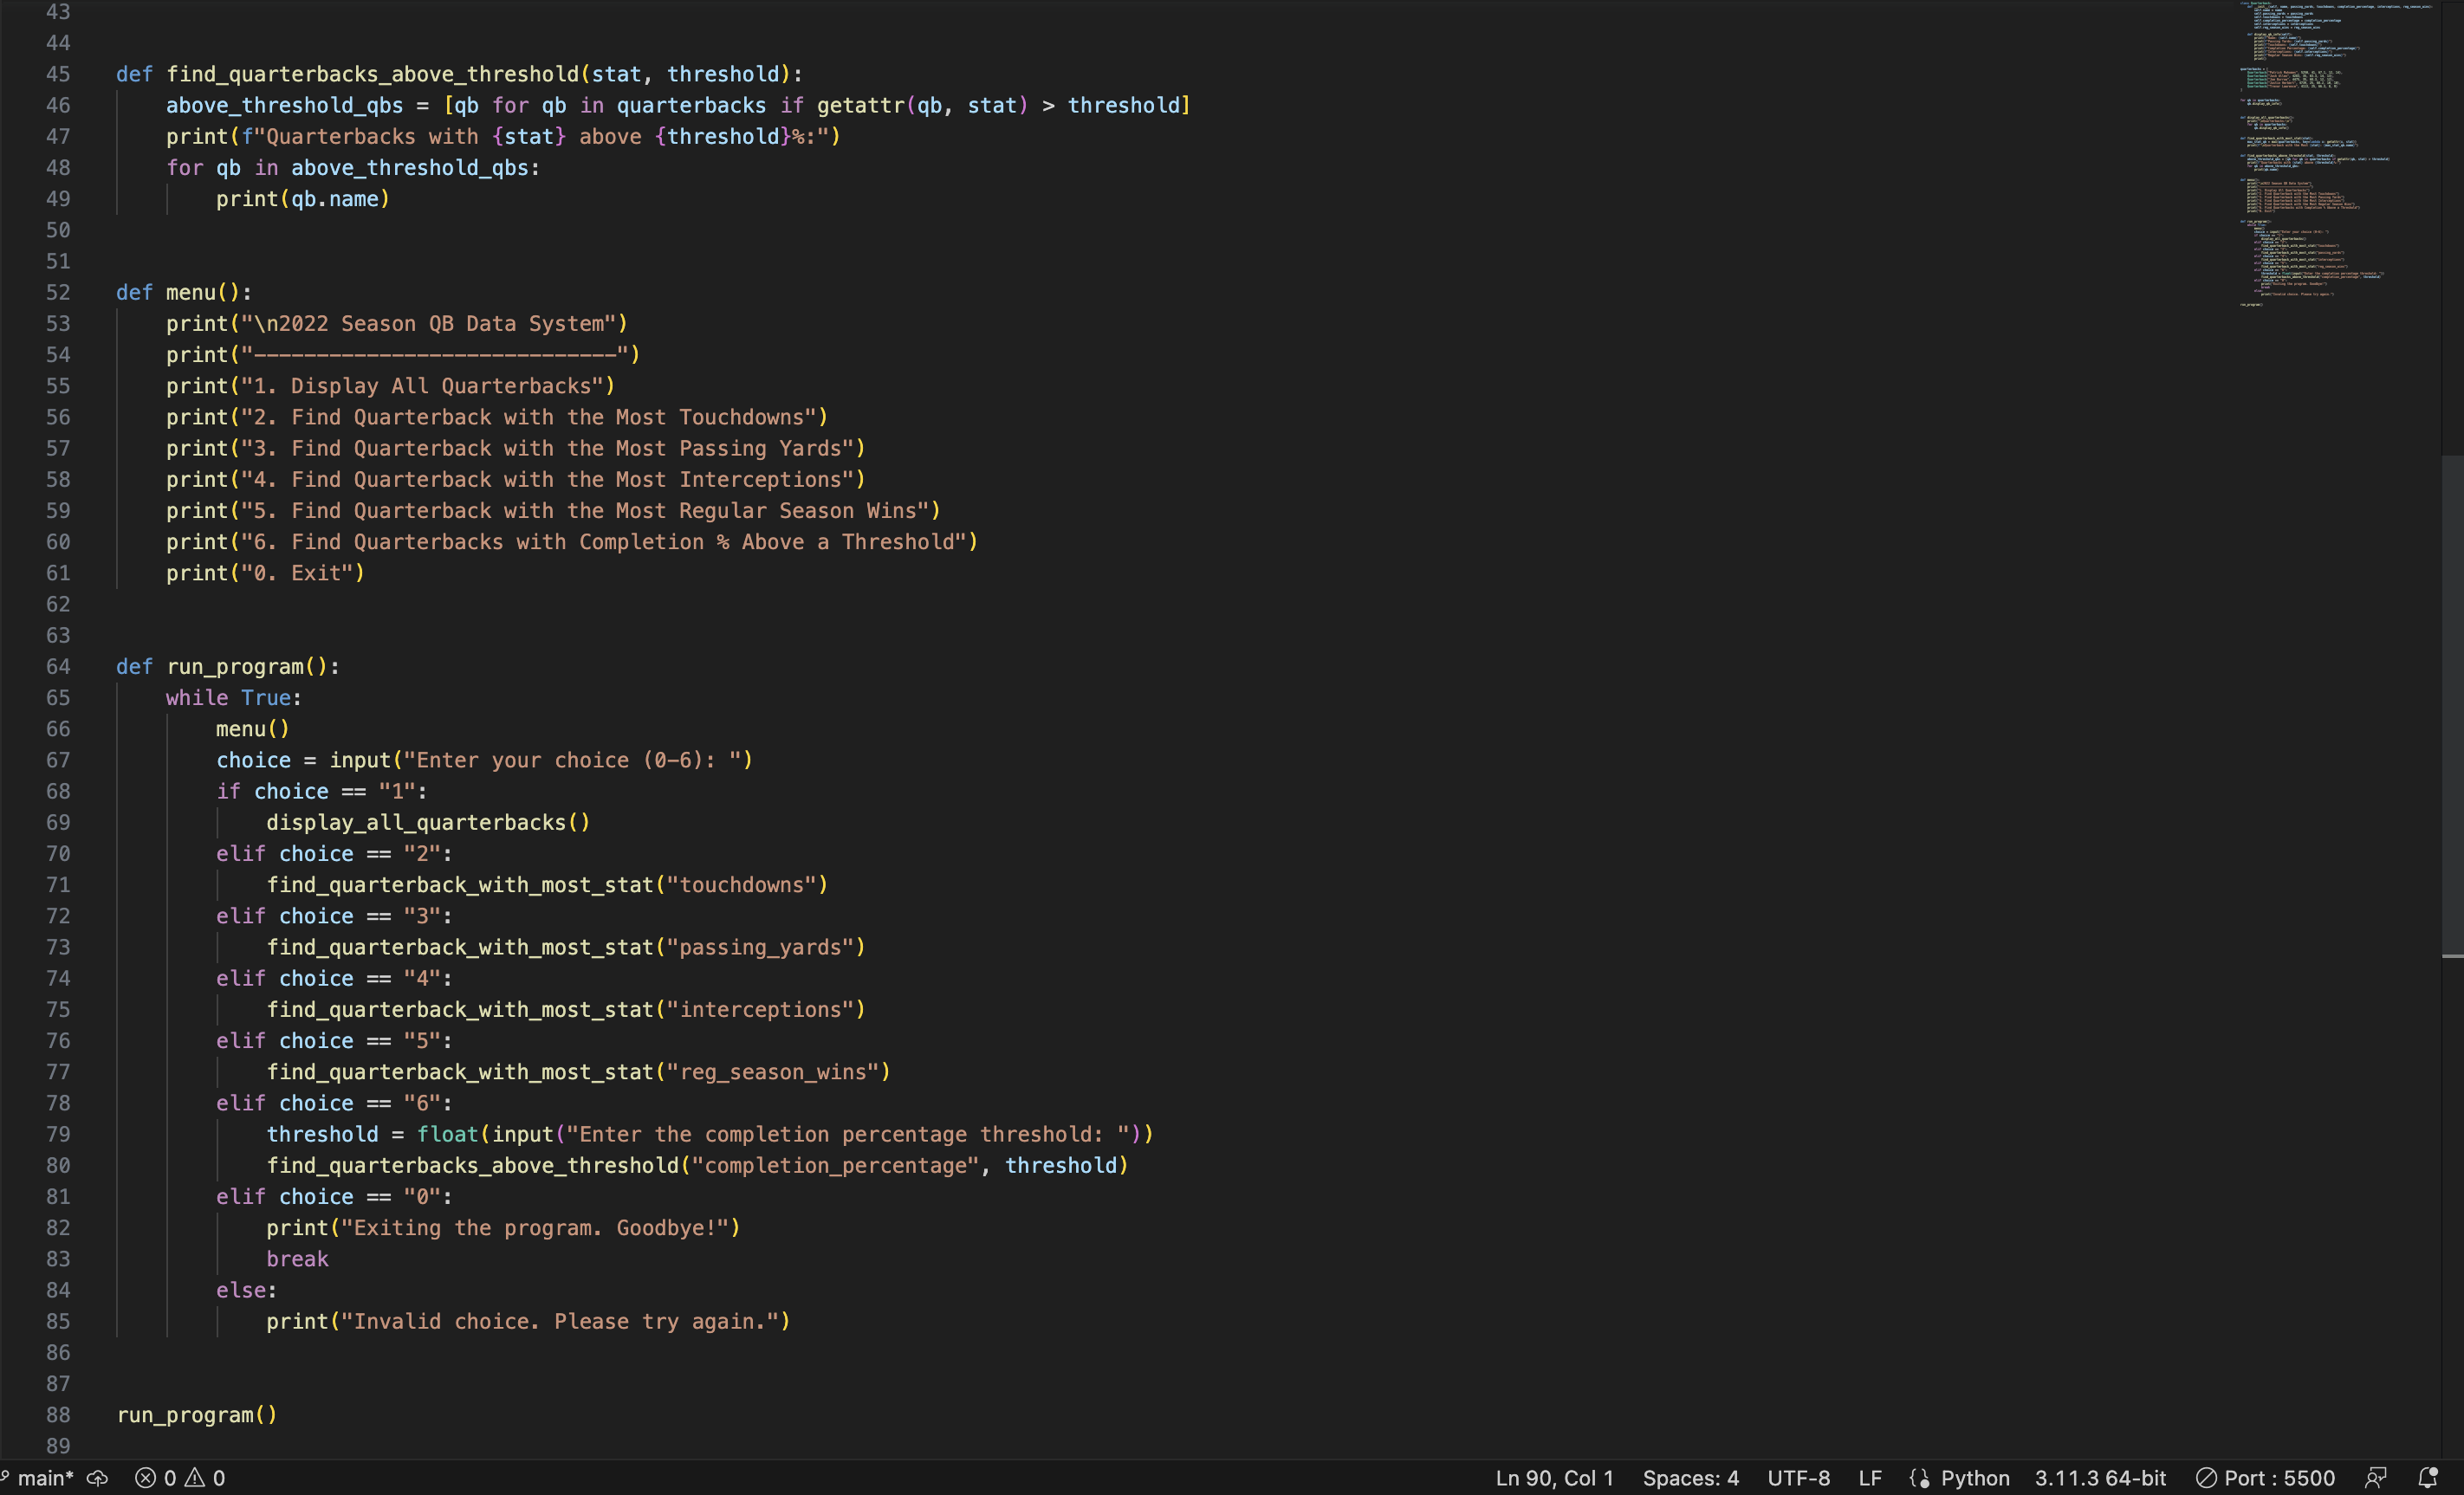 43
44
45 def find_quarterbacks_above_threshold(stat, threshold):
46     above_threshold_qbs = [qb for qb in quarterbacks if getattr(qb, stat) > threshold]
47     print(f"Quarterbacks with {stat} above {threshold}%:")
48     for qb in above_threshold_qbs:
49         print(qb.name)
50
51
52 def menu():
53     print("\n2022 Season QB Data System")
54     print("-----------------------------")
55     print("1. Display All Quarterbacks")
56     print("2. Find Quarterback with the Most Touchdowns")
57     print("3. Find Quarterback with the Most Passing Yards")
58     print("4. Find Quarterback with the Most Interceptions")
59     print("5. Find Quarterback with the Most Regular Season Wins")
60     print("6. Find Quarterbacks with Completion % Above a Threshold")
61     print("0. Exit")
62
63
64 def run_program():
65     while True:
66         menu()
67         choice = input("Enter your choice (0-6): ")
68         if choice == "1":
69             display_all_quarterbacks()
70         elif choice == "2":
71             find_quarterback_with_most_stat("touchdowns")
72         elif choice == "3":
73             find_quarterback_with_most_stat("passing_yards")
74         elif choice == "4":
75             find_quarterback_with_most_stat("interceptions")
76         elif choice == "5":
77             find_quarterback_with_most_stat("reg_season_wins")
78         elif choice == "6":
79             threshold = float(input("Enter the completion percentage threshold: "))
80             find_quarterbacks_above_threshold("completion_percentage", threshold)
81         elif choice == "0":
82             print("Exiting the program. Goodbye!")
83             break
84         else:
85             print("Invalid choice. Please try again.")
86
87
88 run_program()
89
main* 0 0 Ln 90, Col 1 Spaces: 4 UTF-8 LF Python 3.11.3 64-bit Port : 5500